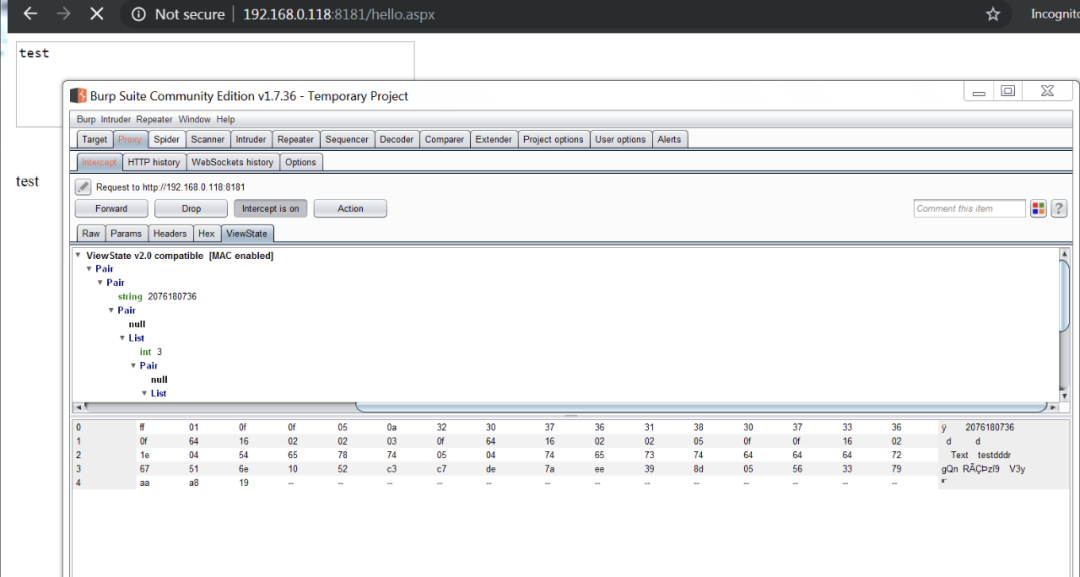 Not secure | 192.168.0.118:8181/hello.aspx Incognito
test
Burp Suite Community Edition v1.7.36 - Temporary Project
Burp Intruder Repeater Window Help
Target Proxy Spider Scanner Intruder Repeater Sequencer Decoder Comparer Extender Project options User options Alerts
Intercept HTTP history WebSockets history Options
test
Request to http://192.168.0.118:8181
Forward Drop Intercept is on Action Comment this item ?
Raw Params Headers Hex ViewState
ViewState v2.0 compatible [MAC enabled]
Pair
Pair
string 2076180736
Pair
null
List
int 3
Pair
null
List
0 ff 01 0f 0f 05 0a 32 30 37 36 31 38 30 37 33 36 ÿ 2076180736
1 0f 64 16 02 02 03 0f 64 16 02 02 05 0f 0f 16 02 d d
2 1e 04 54 65 78 74 05 04 74 65 73 74 64 64 64 72 Text testdddr
3 67 51 6e 10 52 c3 c7 de 7a ee 39 8d 05 56 33 79 gQn RÃÇÞzî9 V3y
4 aa a8 19 -- -- -- -- -- -- -- -- -- -- -- -- --